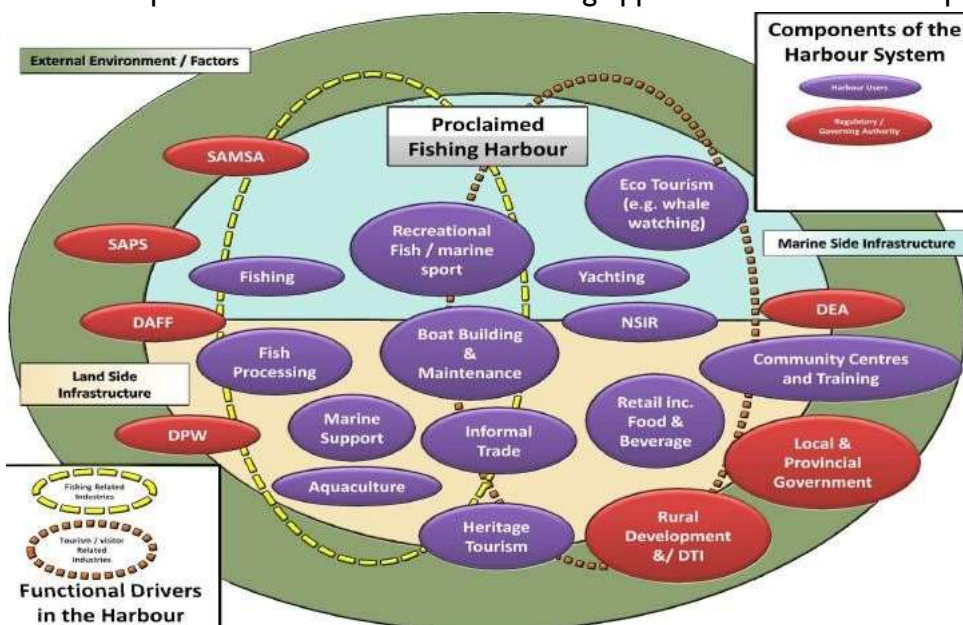 External Environment / Factors
Components of the
Harbour System
Harbour Users
Regulatory /
Governing Authority
Proclaimed
Fishing Harbour
SAMSA
Eco Tourism
(e.g. whale
watching)
Recreational
Fish / marine
sport
SAPS
Marine Side Infrastructure
Fishing
Yachting
DAFF
NSIR
DEA
Boat Building
&
Maintenance
Fish
Processing
Community Centres
and Training
Land Side
Infrastructure
Retail inc.
Food &
Beverage
Marine
Support
Informal
Trade
DPW
Local &
Provincial
Government
Aquaculture
Fishing Related
Industries
Heritage
Tourism
Rural
Development
&/ DTI
Tourism / visitor
Related
Industries
Functional Drivers
in the Harbour